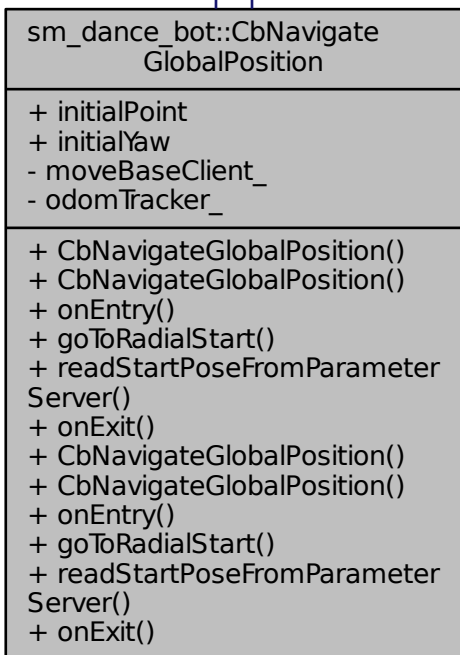 sm_dance_bot::CbNavigate
GlobalPosition
+ initialPoint
+ initialYaw
- moveBaseClient_
- odomTracker_
+ CbNavigateGlobalPosition()
+ CbNavigateGlobalPosition()
+ onEntry()
+ goToRadialStart()
+ readStartPoseFromParameter
Server()
+ onExit()
+ CbNavigateGlobalPosition()
+ CbNavigateGlobalPosition()
+ onEntry()
+ goToRadialStart()
+ readStartPoseFromParameter
Server()
+ onExit()